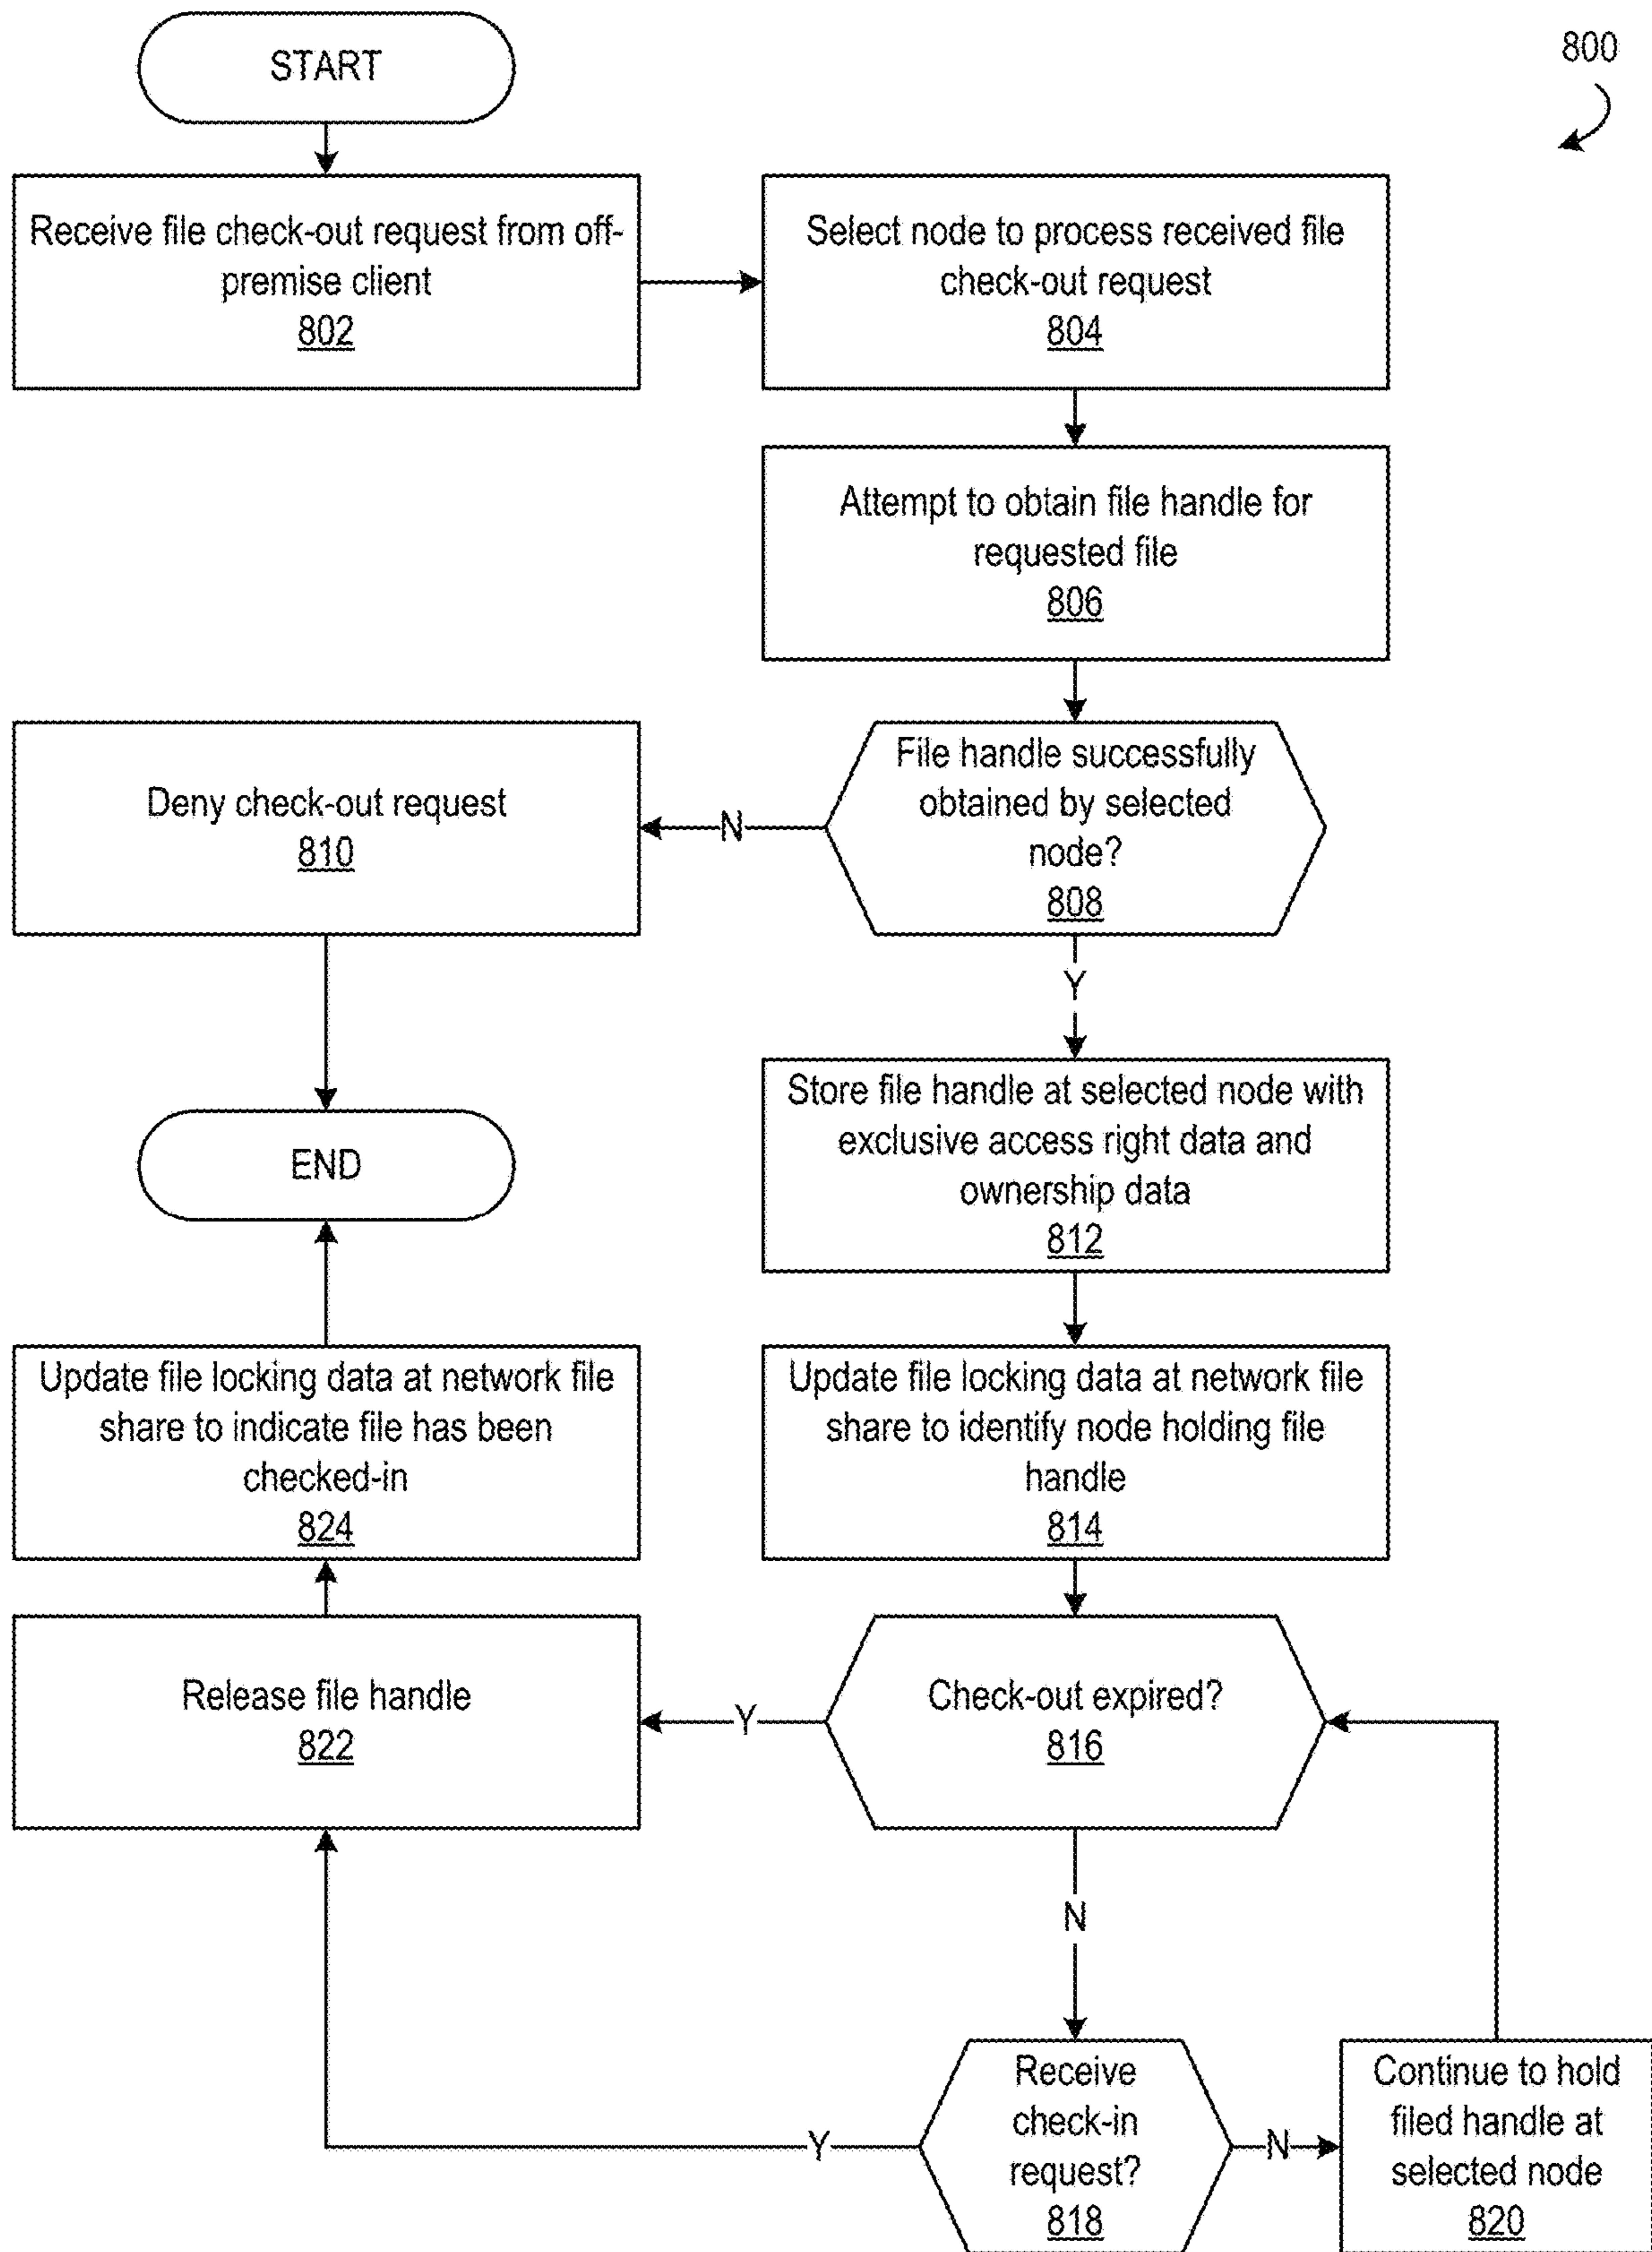 START
800
Receive file check-out request from off-
premise client
802
Select node to process received file
check-out request
804
Attempt to obtain file handle for
requested file
806
File handle successfully
obtained by selected
node?
808
N
Deny check-out request
810
Y
END
Store file handle at selected node with
exclusive access right data and
ownership data
812
Update file locking data at network file
share to identify node holding file
handle
814
Update file locking data at network file
share to indicate file has been
checked-in
824
Check-out expired?
816
Y
Release file handle
822
N
Receive
check-in
request?
818
Y
N
Continue to hold
filed handle at
selected node
820